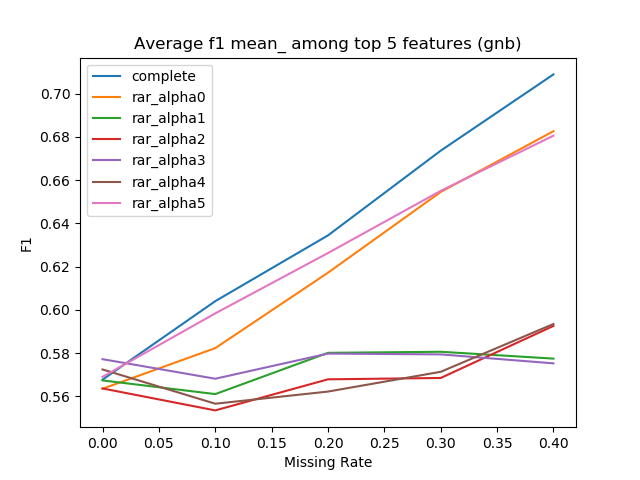 Average f1 mean_ among top 5 features (gnb)
complete
rar_alpha0
rar_alpha1
rar_alpha2
rar_alpha3
rar_alpha4
rar_alpha5
F1
0.70
0.68
0.66
0.64
0.62
0.60
0.58
0.56
0.00 0.05 0.10 0.15 0.20 0.25 0.30 0.35 0.40
Missing Rate